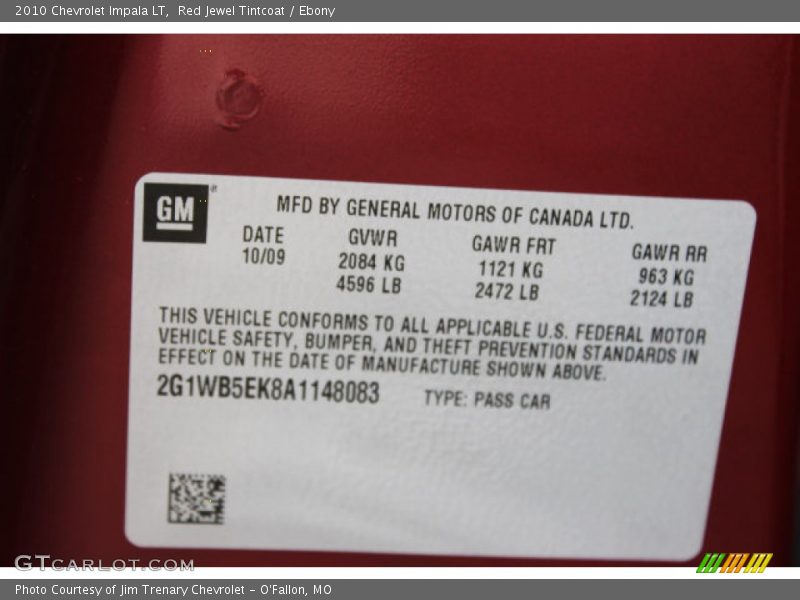 2010 Chevrolet Impala LT, Red Jewel Tintcoat / Ebony
GM®
MFD BY GENERAL MOTORS OF CANADA LTD.
DATE GVWR GAWR FRT GAWR RR
10/09 2084 KG 1121 KG 963 KG
4596 LB 2472 LB 2124 LB
THIS VEHICLE CONFORMS TO ALL APPLICABLE U.S. FEDERAL MOTOR
VEHICLE SAFETY, BUMPER, AND THEFT PREVENTION STANDARDS IN
EFFECT ON THE DATE OF MANUFACTURE SHOWN ABOVE.
2G1WB5EK8A1148083 TYPE: PASS CAR
GTCARLOT.COM
Photo Courtesy of Jim Trenary Chevrolet - O'Fallon, MO